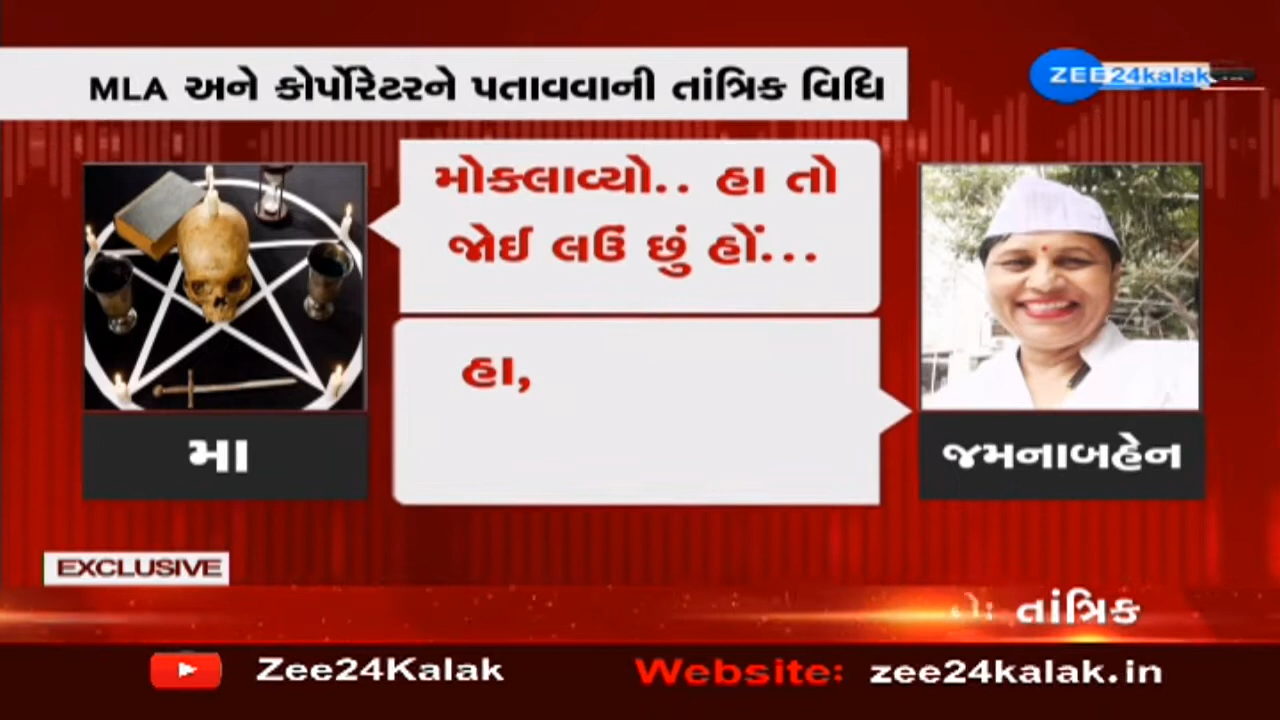 MLA અને કોર્પોરેટરને પતાવવાની તાંત્રિક વિધિ
ZEE24kalak
મોકલાવ્યો.. હા તો
જોઈ લઉં છું હોં...
હા,
મા
જમનાબહેન
EXCLUSIVE
તાંત્રિક
Zee24Kalak
Website: zee24kalak.in